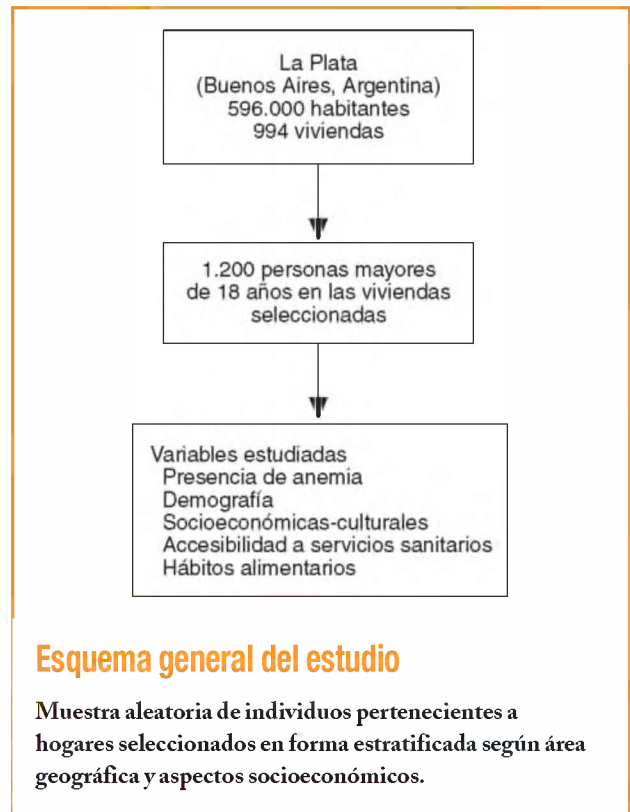 La Plata
(Buenos Aires, Argentina)
596.000 habitantes
994 viviendas
1.200 personas mayores
de 18 años en las viviendas
seleccionadas
Variables estudiadas
Presencia de anemia
Demografía
Socioeconómicas-culturales
Accesibilidad a servicios sanitarios
Hábitos alimentarios
Esquema general del estudio
Muestra aleatoria de individuos pertenecientes a
hogares seleccionados en forma estratificada según área
geográfica y aspectos socioeconómicos.